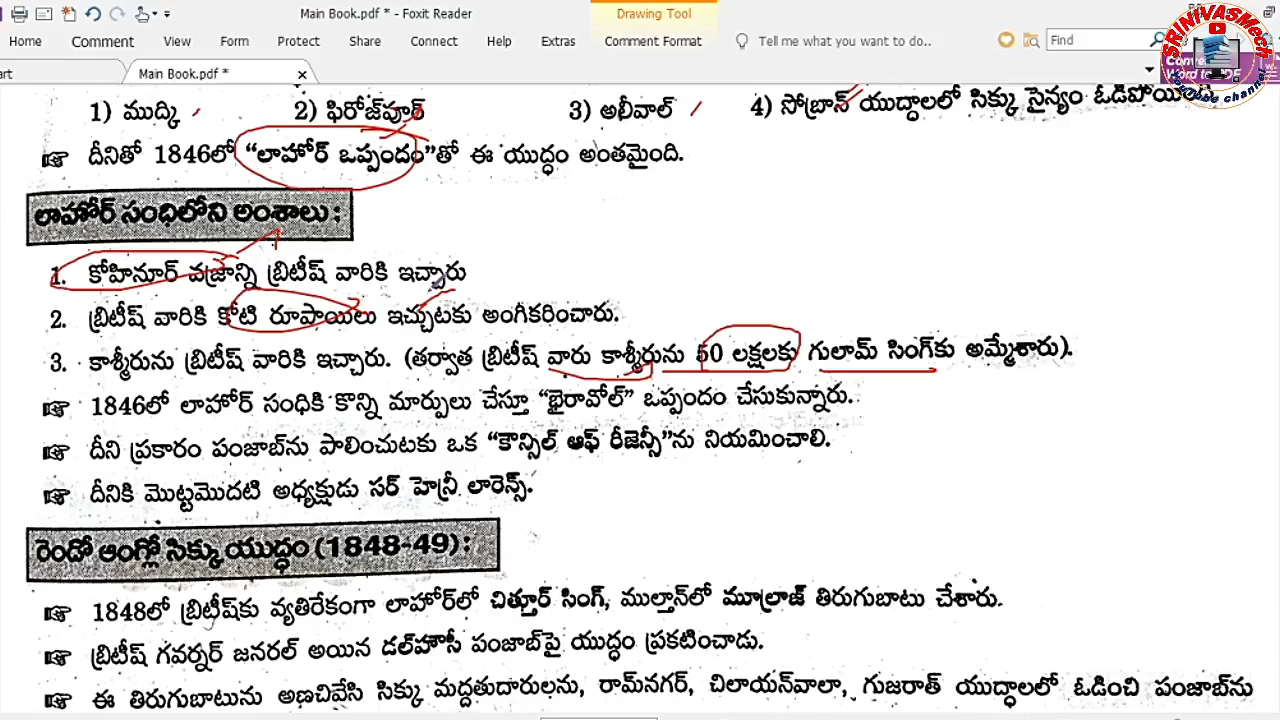 Main Book.pdf * - Foxit Reader
Drawing Tool
Home Comment View Form Protect Share Connect Help Extras Comment Format Tell me what you want to do.. Find
art Main Book.pdf *
SRINIVASMech
YouTube channel
1) ముద్కి 2) ఫిరోజ్‌పూర్ 3) అలీవాల్ 4) సోబ్రాన్ యుద్ధాలలో సిక్కు సైన్యం
దీనితో 1846లో "లాహోర్ ఒప్పందం"తో ఈ యుద్ధం అంతమైంది.
లాహోర్ సంధిలోని అంశాలు :
1. కోహినూర్ వజ్రాన్ని బ్రిటీష్ వారికి ఇచ్చారు
2. బ్రిటీష్ వారికి కోటి రూపాయలు ఇచ్చుటకు అంగీకరించారు.
3. కాశ్మీరును బ్రిటీష్ వారికి ఇచ్చారు. (తర్వాత బ్రిటీష్ వారు కాశ్మీరును 50 లక్షలకు గులామ్ సింగ్‌కు అమ్మేశారు).
1846లో లాహోర్ సంధికి కొన్ని మార్పులు చేస్తూ "భైరావోల్" ఒప్పందం చేసుకున్నారు.
దీని ప్రకారం పంజాబ్‌ను పాలించుటకు ఒక "కౌన్సిల్ ఆఫ్ రీజెన్సీ"ను నియమించాలి.
దీనికి మొట్టమొదటి అధ్యక్షుడు సర్ హెన్రీ లారెన్స్.
రెండో ఆంగ్లో సిక్కు యుద్ధం (1848-49) :
1848లో బ్రిటీష్‌కు వ్యతిరేకంగా లాహోర్‌లో చిత్తూర్ సింగ్, ముల్తాన్‌లో మూల్రాజ్ తిరుగుబాటు చేశారు.
బ్రిటీష్ గవర్నర్ జనరల్ అయిన డల్‌హౌసీ పంజాబ్‌పై యుద్ధం ప్రకటించాడు.
ఈ తిరుగుబాటును అణచివేసి సిక్కు మద్దతుదారులను, రామ్‌నగర్, చిలాయన్‌వాలా, గుజరాత్ యుద్ధాలలో ఓడించి పంజాబ్‌ను